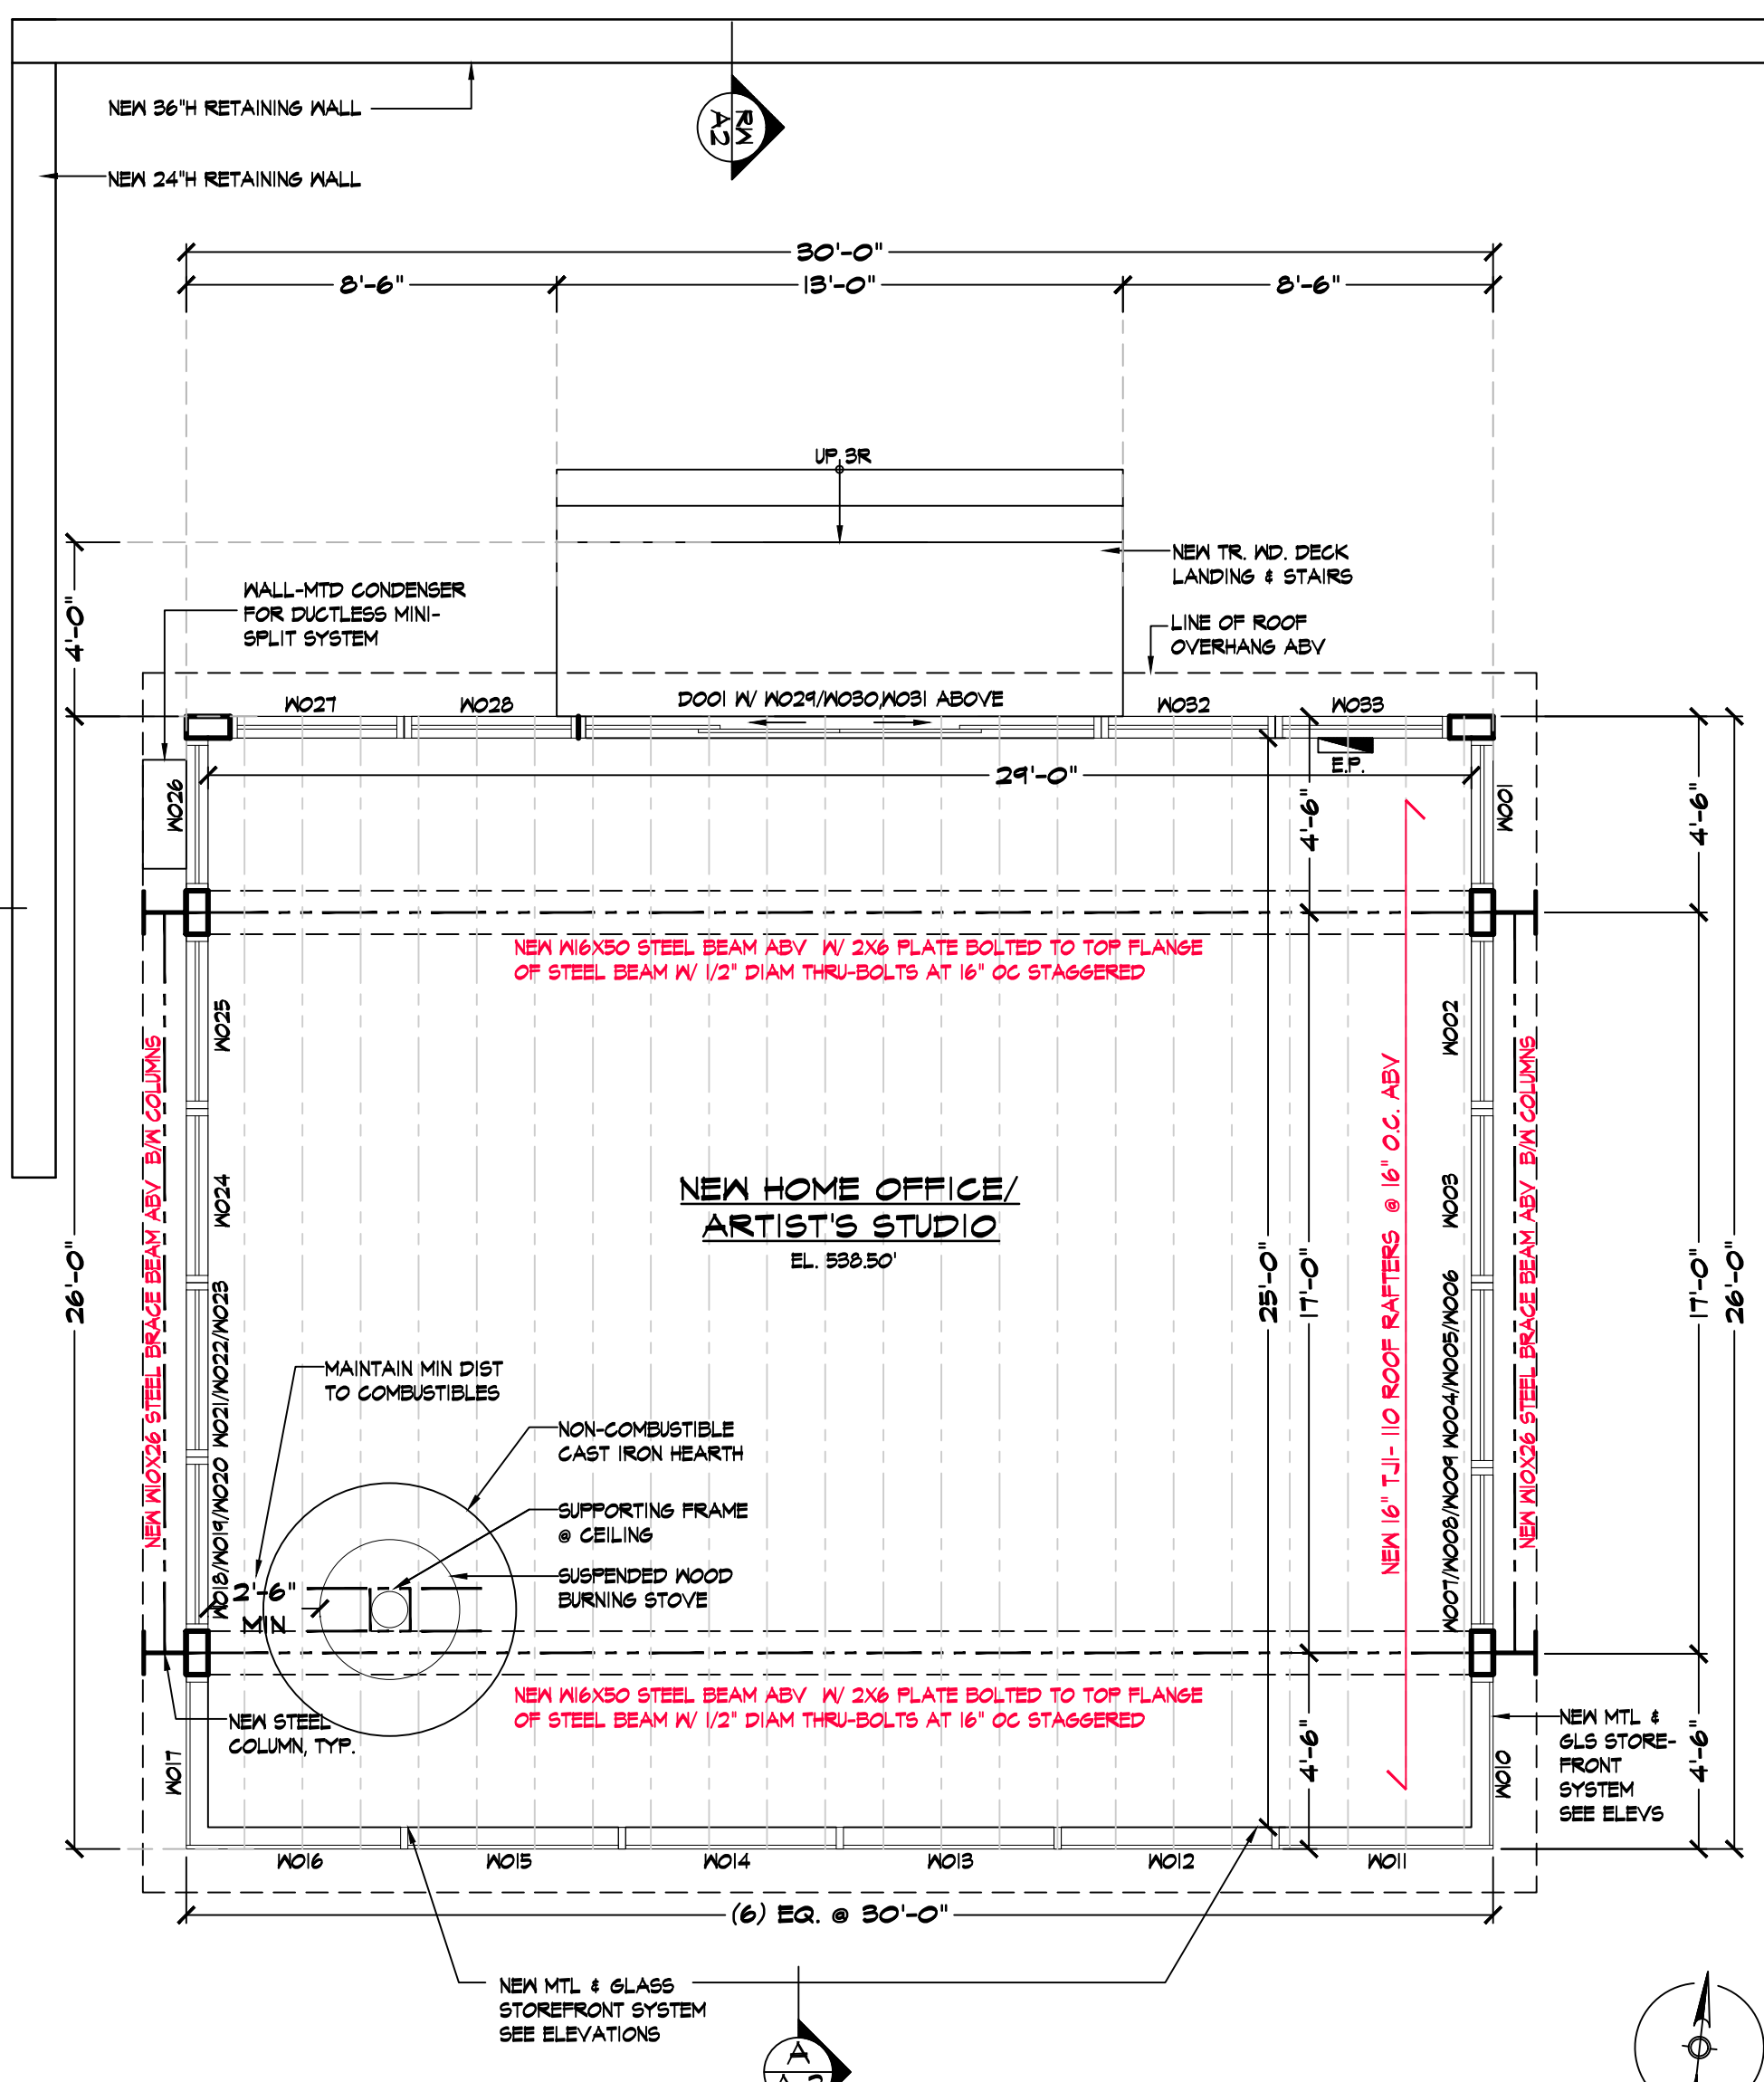 NEW 36"H RETAINING WALL
NEW 24"H RETAINING WALL
RW
A2
30'-0"
8'-6"
13'-0"
8'-6"
UP 3R
NEW TR. WD. DECK
LANDING & STAIRS
WALL-MTD CONDENSER
FOR DUCTLESS MINI-
SPLIT SYSTEM
4'-0"
LINE OF ROOF
OVERHANG ABV
W027
W028
D001 W/ W029/W030,W031 ABOVE
W032
W033
E.P.
29'-0"
W026
W001
4'-6"
4'-6"
NEW W16X50 STEEL BEAM ABV W/ 2X6 PLATE BOLTED TO TOP FLANGE
OF STEEL BEAM W/ 1/2" DIAM THRU-BOLTS AT 16" OC STAGGERED
W025
W002
NEW W10X26 STEEL BRACE BEAM ABV B/W COLUMNS
NEW W10X26 STEEL BRACE BEAM ABV B/W COLUMNS
NEW 16" TJI- 110 ROOF RAFTERS @ 16" O.C. ABV
W024
W003
NEW HOME OFFICE/
ARTIST'S STUDIO
EL. 538.50'
26'-0"
25'-0"
17'-0"
17'-0"
26'-0"
W018/W019/W020 W021/W022/W023
W007/W008/W009 W004/W005/W006
MAINTAIN MIN DIST
TO COMBUSTIBLES
NON-COMBUSTIBLE
CAST IRON HEARTH
SUPPORTING FRAME
@ CEILING
SUSPENDED WOOD
BURNING STOVE
2'-6"
MIN
NEW W16X50 STEEL BEAM ABV W/ 2X6 PLATE BOLTED TO TOP FLANGE
OF STEEL BEAM W/ 1/2" DIAM THRU-BOLTS AT 16" OC STAGGERED
NEW STEEL
COLUMN, TYP.
W017
4'-6"
W010
NEW MTL &
GLS STORE-
FRONT
SYSTEM
SEE ELEVS
4'-6"
W016
W015
W014
W013
W012
W011
(6) EQ. @ 30'-0"
NEW MTL & GLASS
STOREFRONT SYSTEM
SEE ELEVATIONS
A